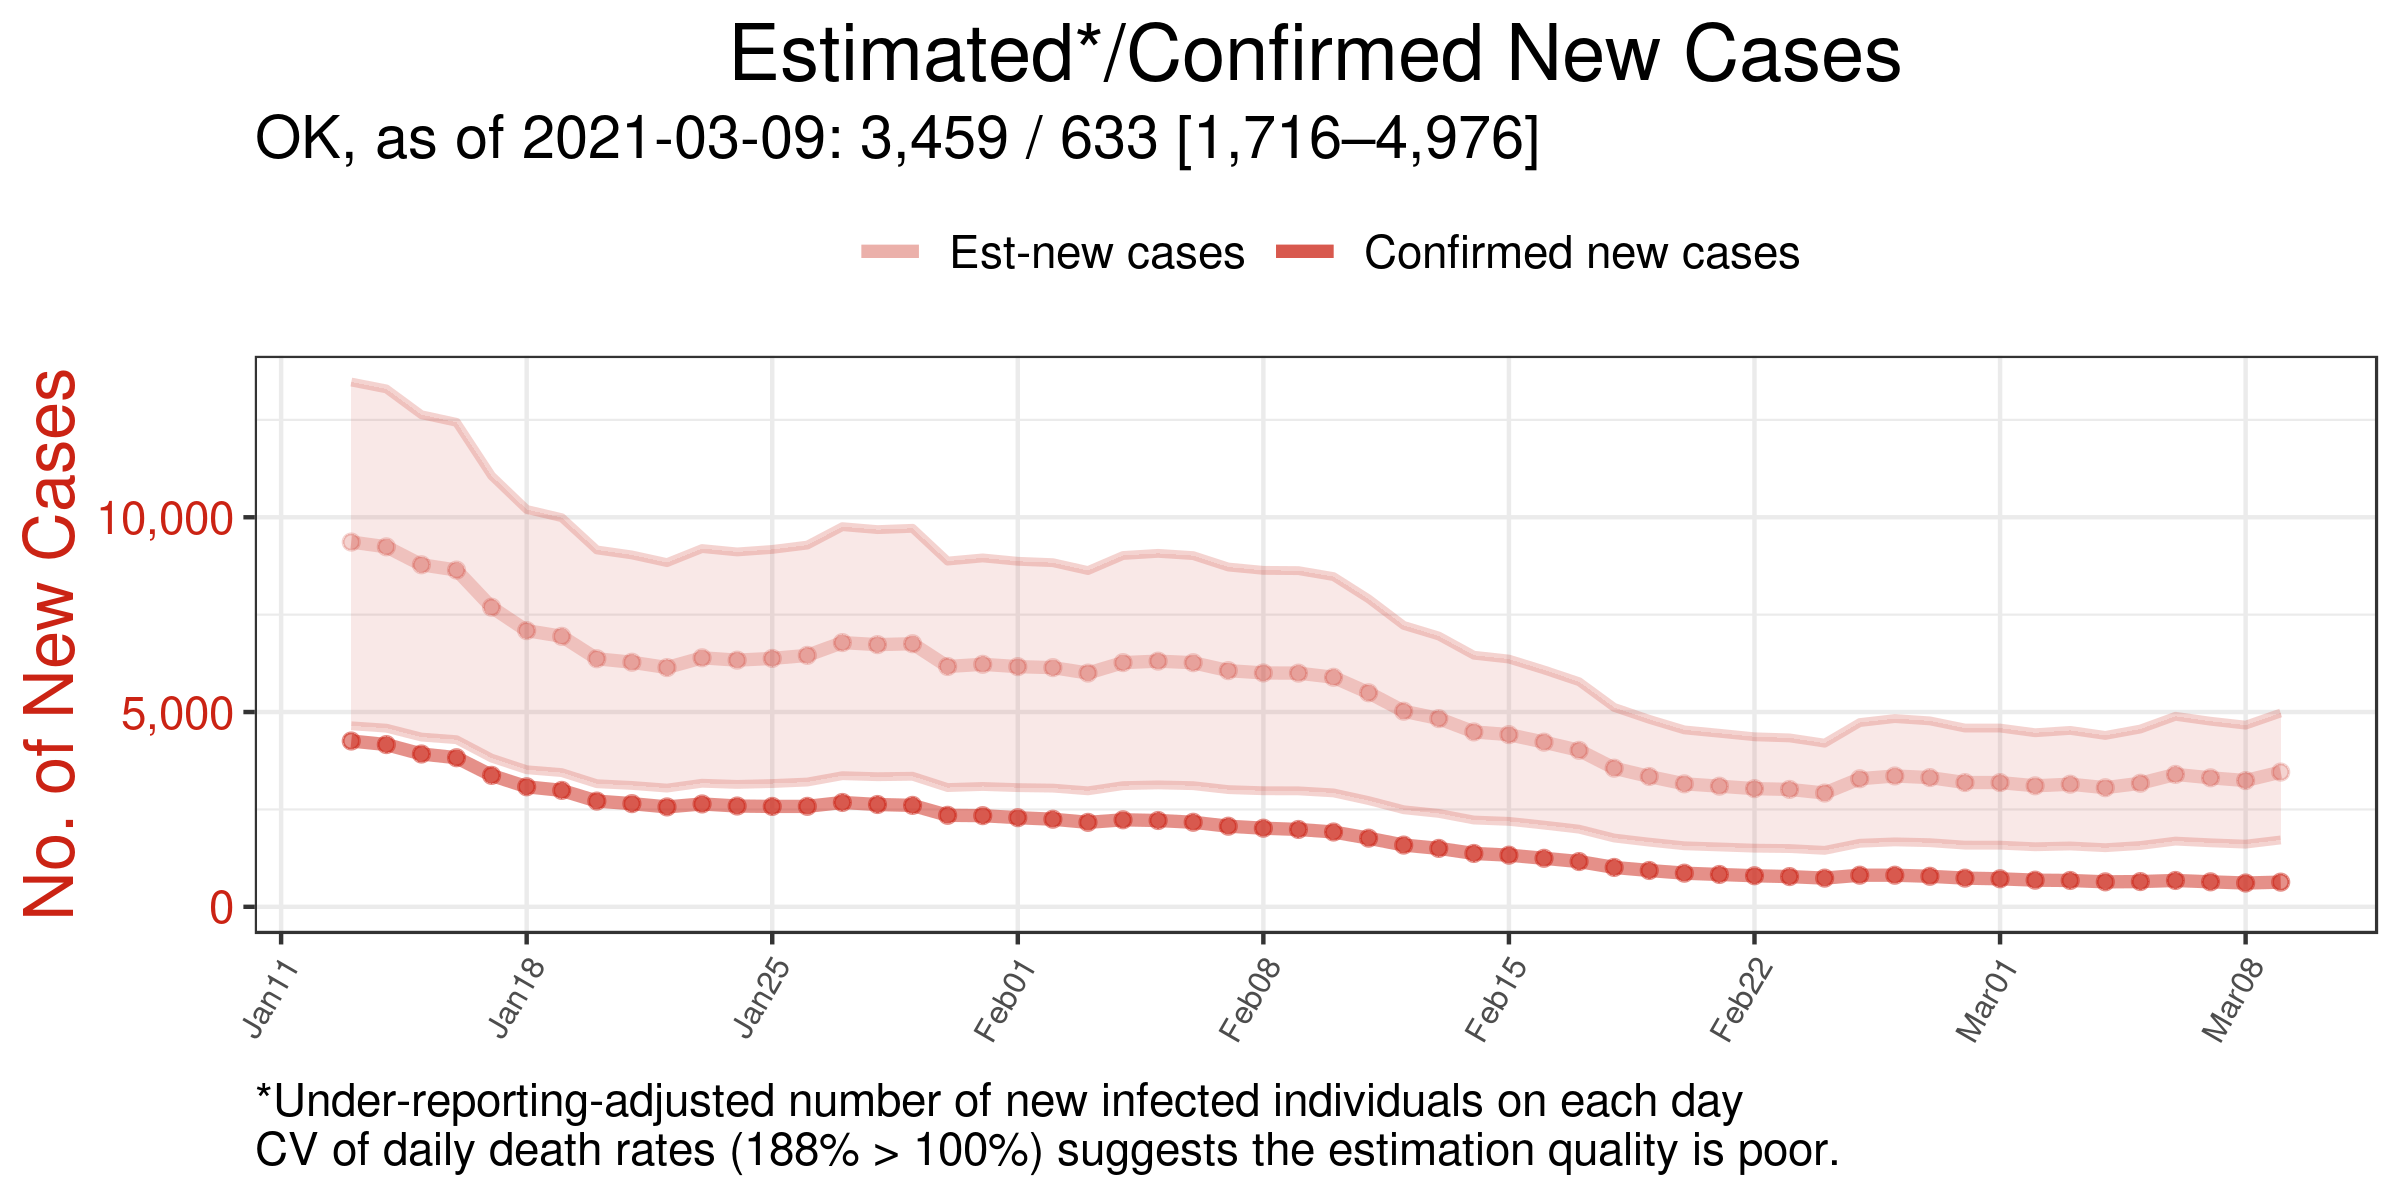 Estimated*/Confirmed New Cases
OK, as of 2021-03-09: 3,459 / 633 [1,716–4,976]
Est-new cases
Confirmed new cases
No. of New Cases
10,000
5,000
0
Jan11
Jan18
Jan25
Feb01
Feb08
Feb15
Feb22
Mar01
Mar08
*Under-reporting-adjusted number of new infected individuals on each day
CV of daily death rates (188% > 100%) suggests the estimation quality is poor.